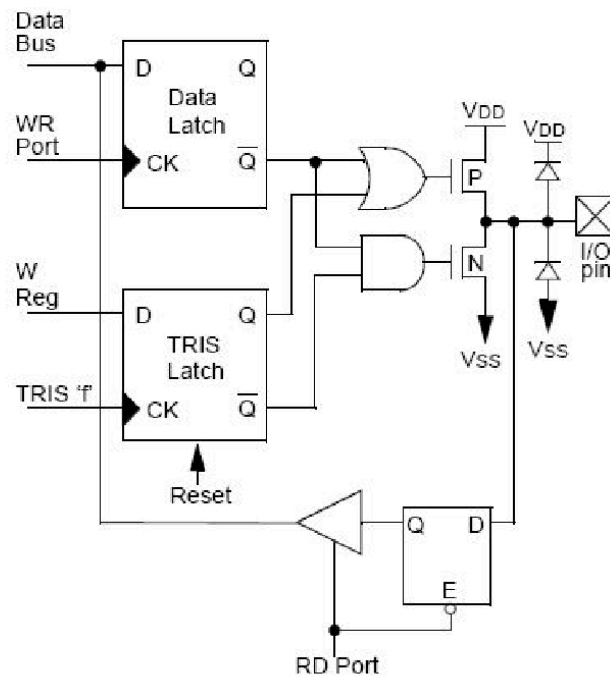 Data
Bus
D
Q
Data
Latch
WR
Port
CK
Q̅
VDD
VDD
P
I/O
pin
N
W
Reg
D
Q
TRIS
Latch
VSS
VSS
TRIS 'f'
CK
Q̅
Reset
Q
D
E
RD Port